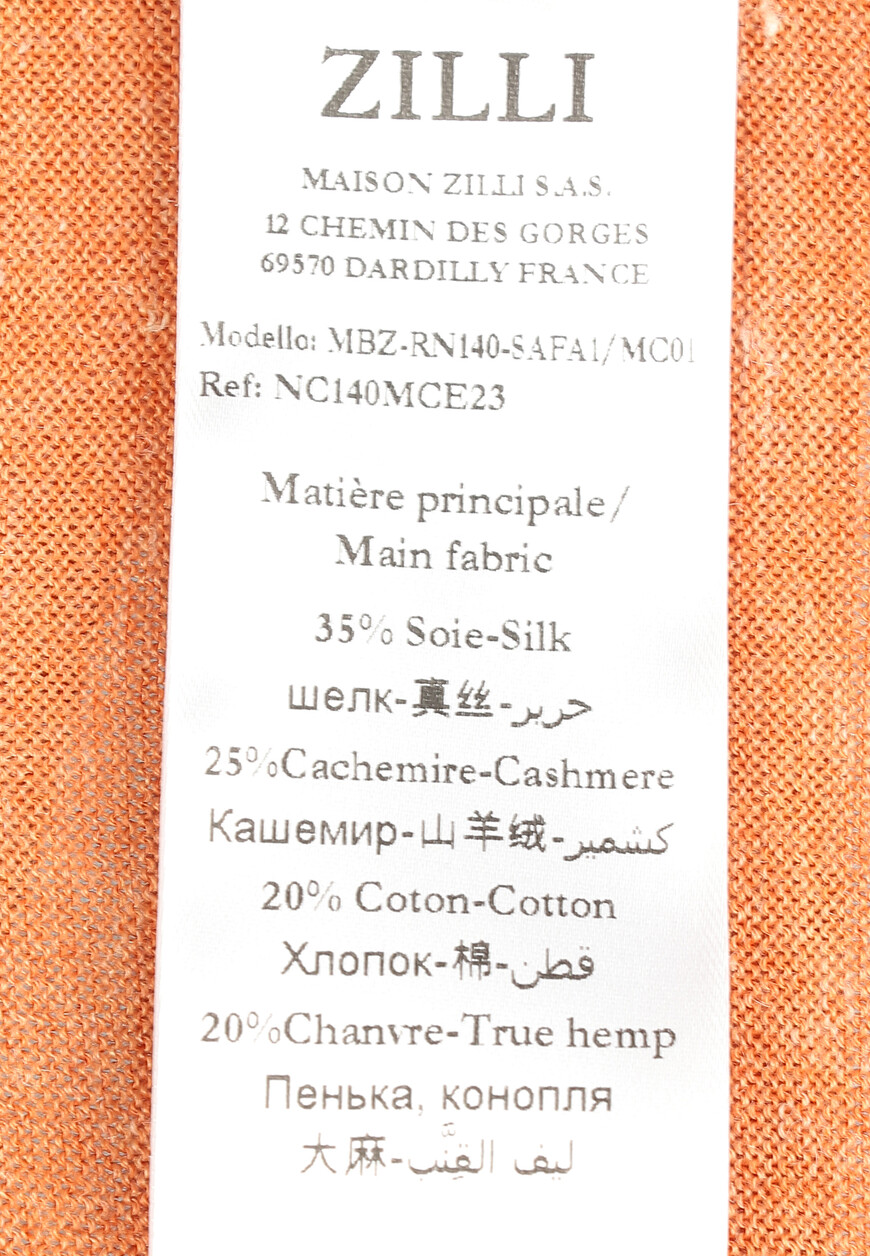 ZILLI
MAISON ZILLI S.A.S.
12 CHEMIN DES GORGES
69570 DARDILLY FRANCE
Modello: MBZ-RN140-SAFA1/MC01
Ref: NC140MCE23
Matière principale/
Main fabric
35% Soie-Silk
шелк-真丝-حرير
25%Cachemire-Cashmere
Кашемир-山羊绒-كشمير
20% Coton-Cotton
Хлопок-棉-قطن
20%Chanvre-True hemp
Пенька, конопля
大麻-ليف القِنَّب